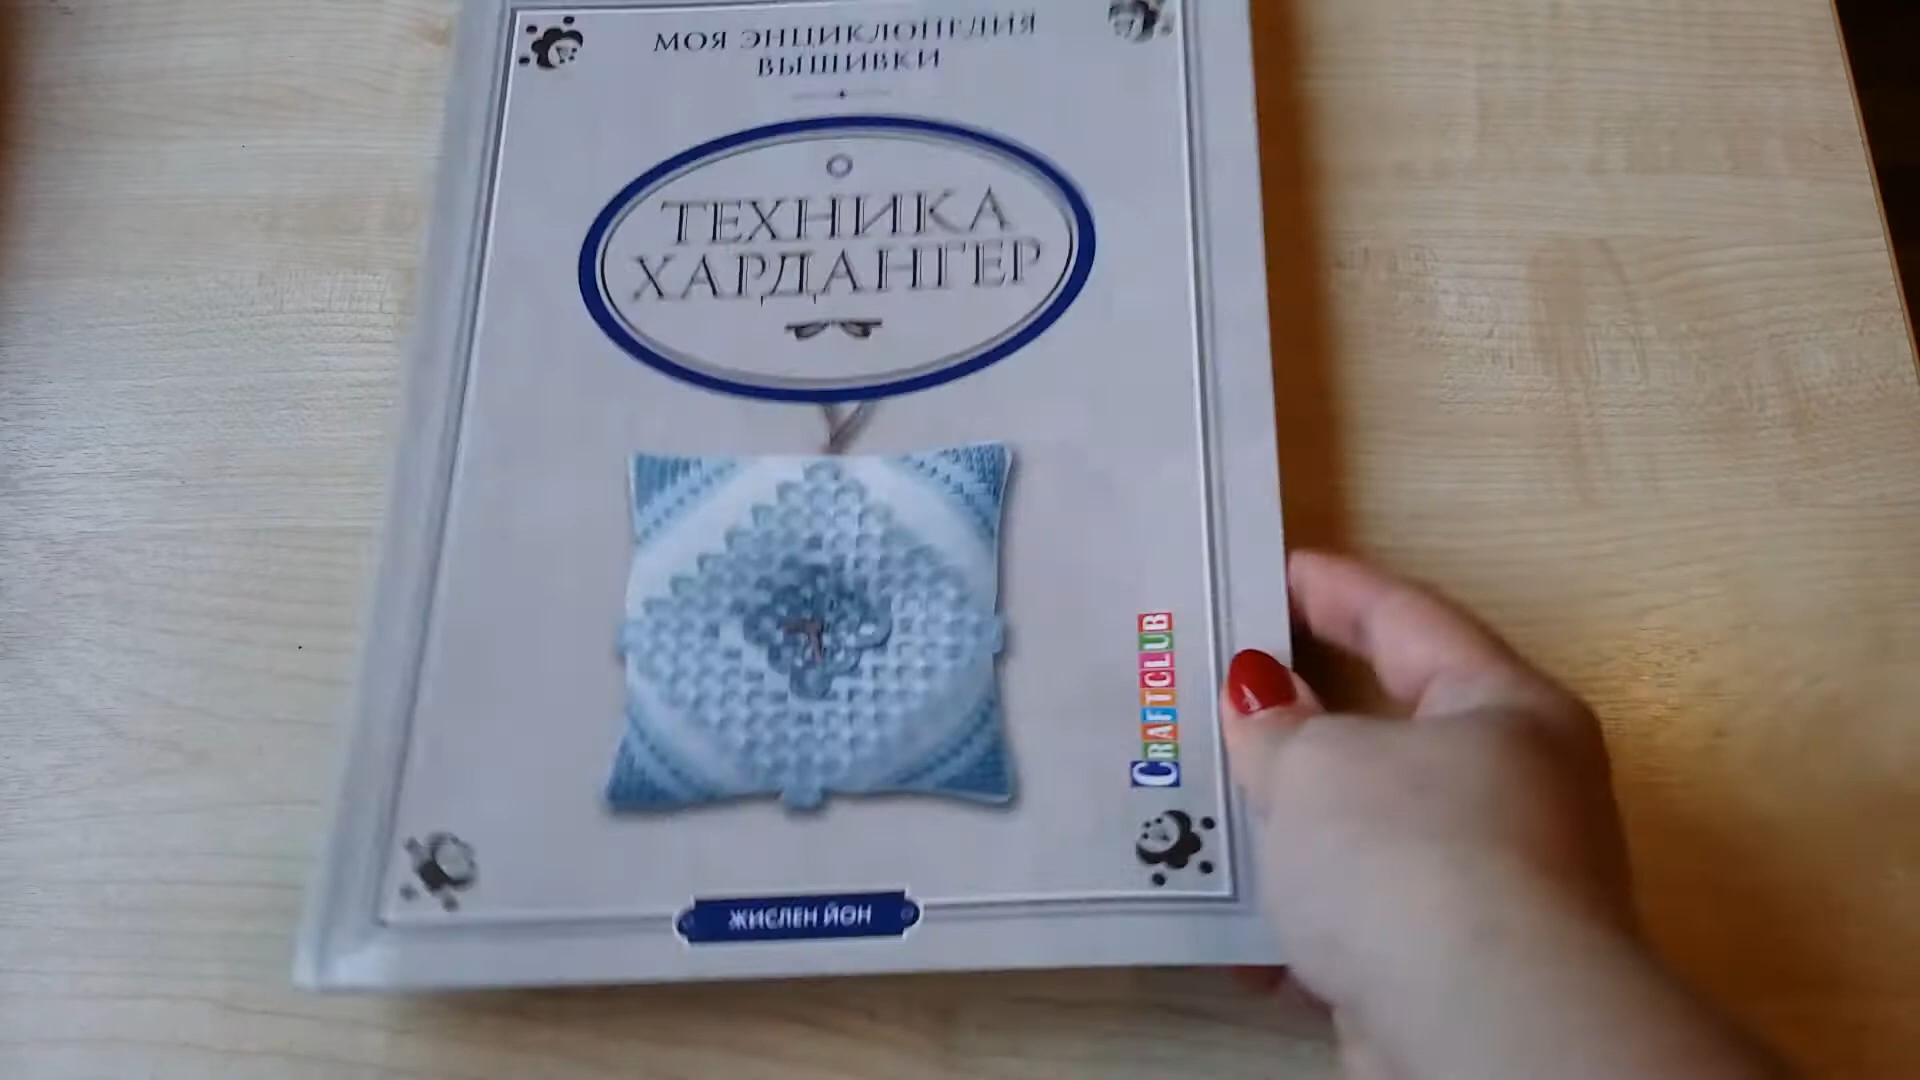 МОЯ ЭНЦИКЛОПЕДИЯ
ВЫШИВКИ
ТЕХНИКА
ХАРДАНГЕР
CRAFTCLUB
ЖИСЛЕН ЙОН